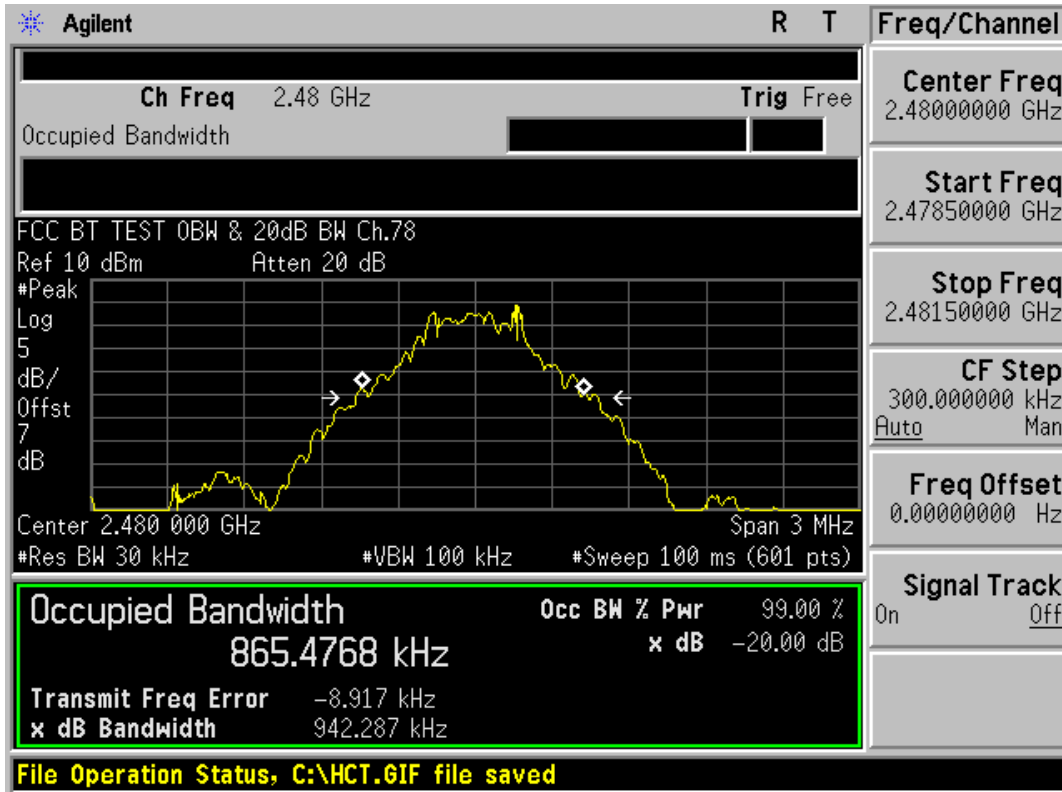 Agilent R T
Freq/Channel
Ch Freq 2.48 GHz Trig Free
Occupied Bandwidth
FCC BT TEST OBW & 20dB BW Ch.78
Ref 10 dBm Atten 20 dB
#Peak
Log
5
dB/
Offst
7
dB
Center 2.480 000 GHz Span 3 MHz
#Res BW 30 kHz #VBW 100 kHz #Sweep 100 ms (601 pts)
Occupied Bandwidth
865.4768 kHz
Occ BW % Pwr 99.00 %
x dB -20.00 dB
Transmit Freq Error -8.917 kHz
x dB Bandwidth 942.287 kHz
Center Freq
2.48000000 GHz
Start Freq
2.47850000 GHz
Stop Freq
2.48150000 GHz
CF Step
300.000000 kHz
Auto Man
Freq Offset
0.00000000 Hz
Signal Track
On Off
File Operation Status, C:\HCT.GIF file saved